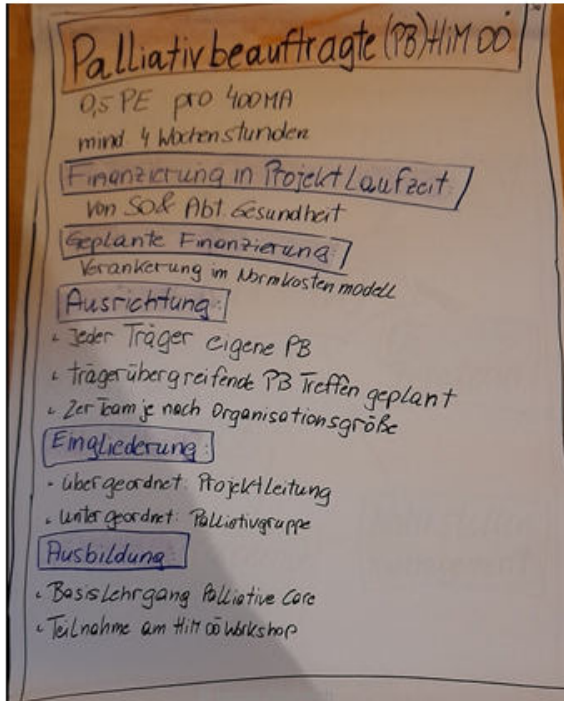 Palliativbeauftragte (PB) HiM OÖ
0,5 PE pro 400 MA
mind 4 Wochenstunden
Finanzierung in Projektlaufzeit:
von SO & Abt. Gesundheit
Geplante Finanzierung:
Verankerung im Normkostenmodell
Ausrichtung:
• Jeder Träger eigene PB
• trägerübergreifende PB Treffen geplant
• 2er Team je nach Organisationsgröße
Eingliederung:
• übergeordnet: Projektleitung
• untergeordnet: Palliativgruppe
Ausbildung:
• Basislehrgang Palliative Care
• Teilnahme am HiM OÖ Workshop